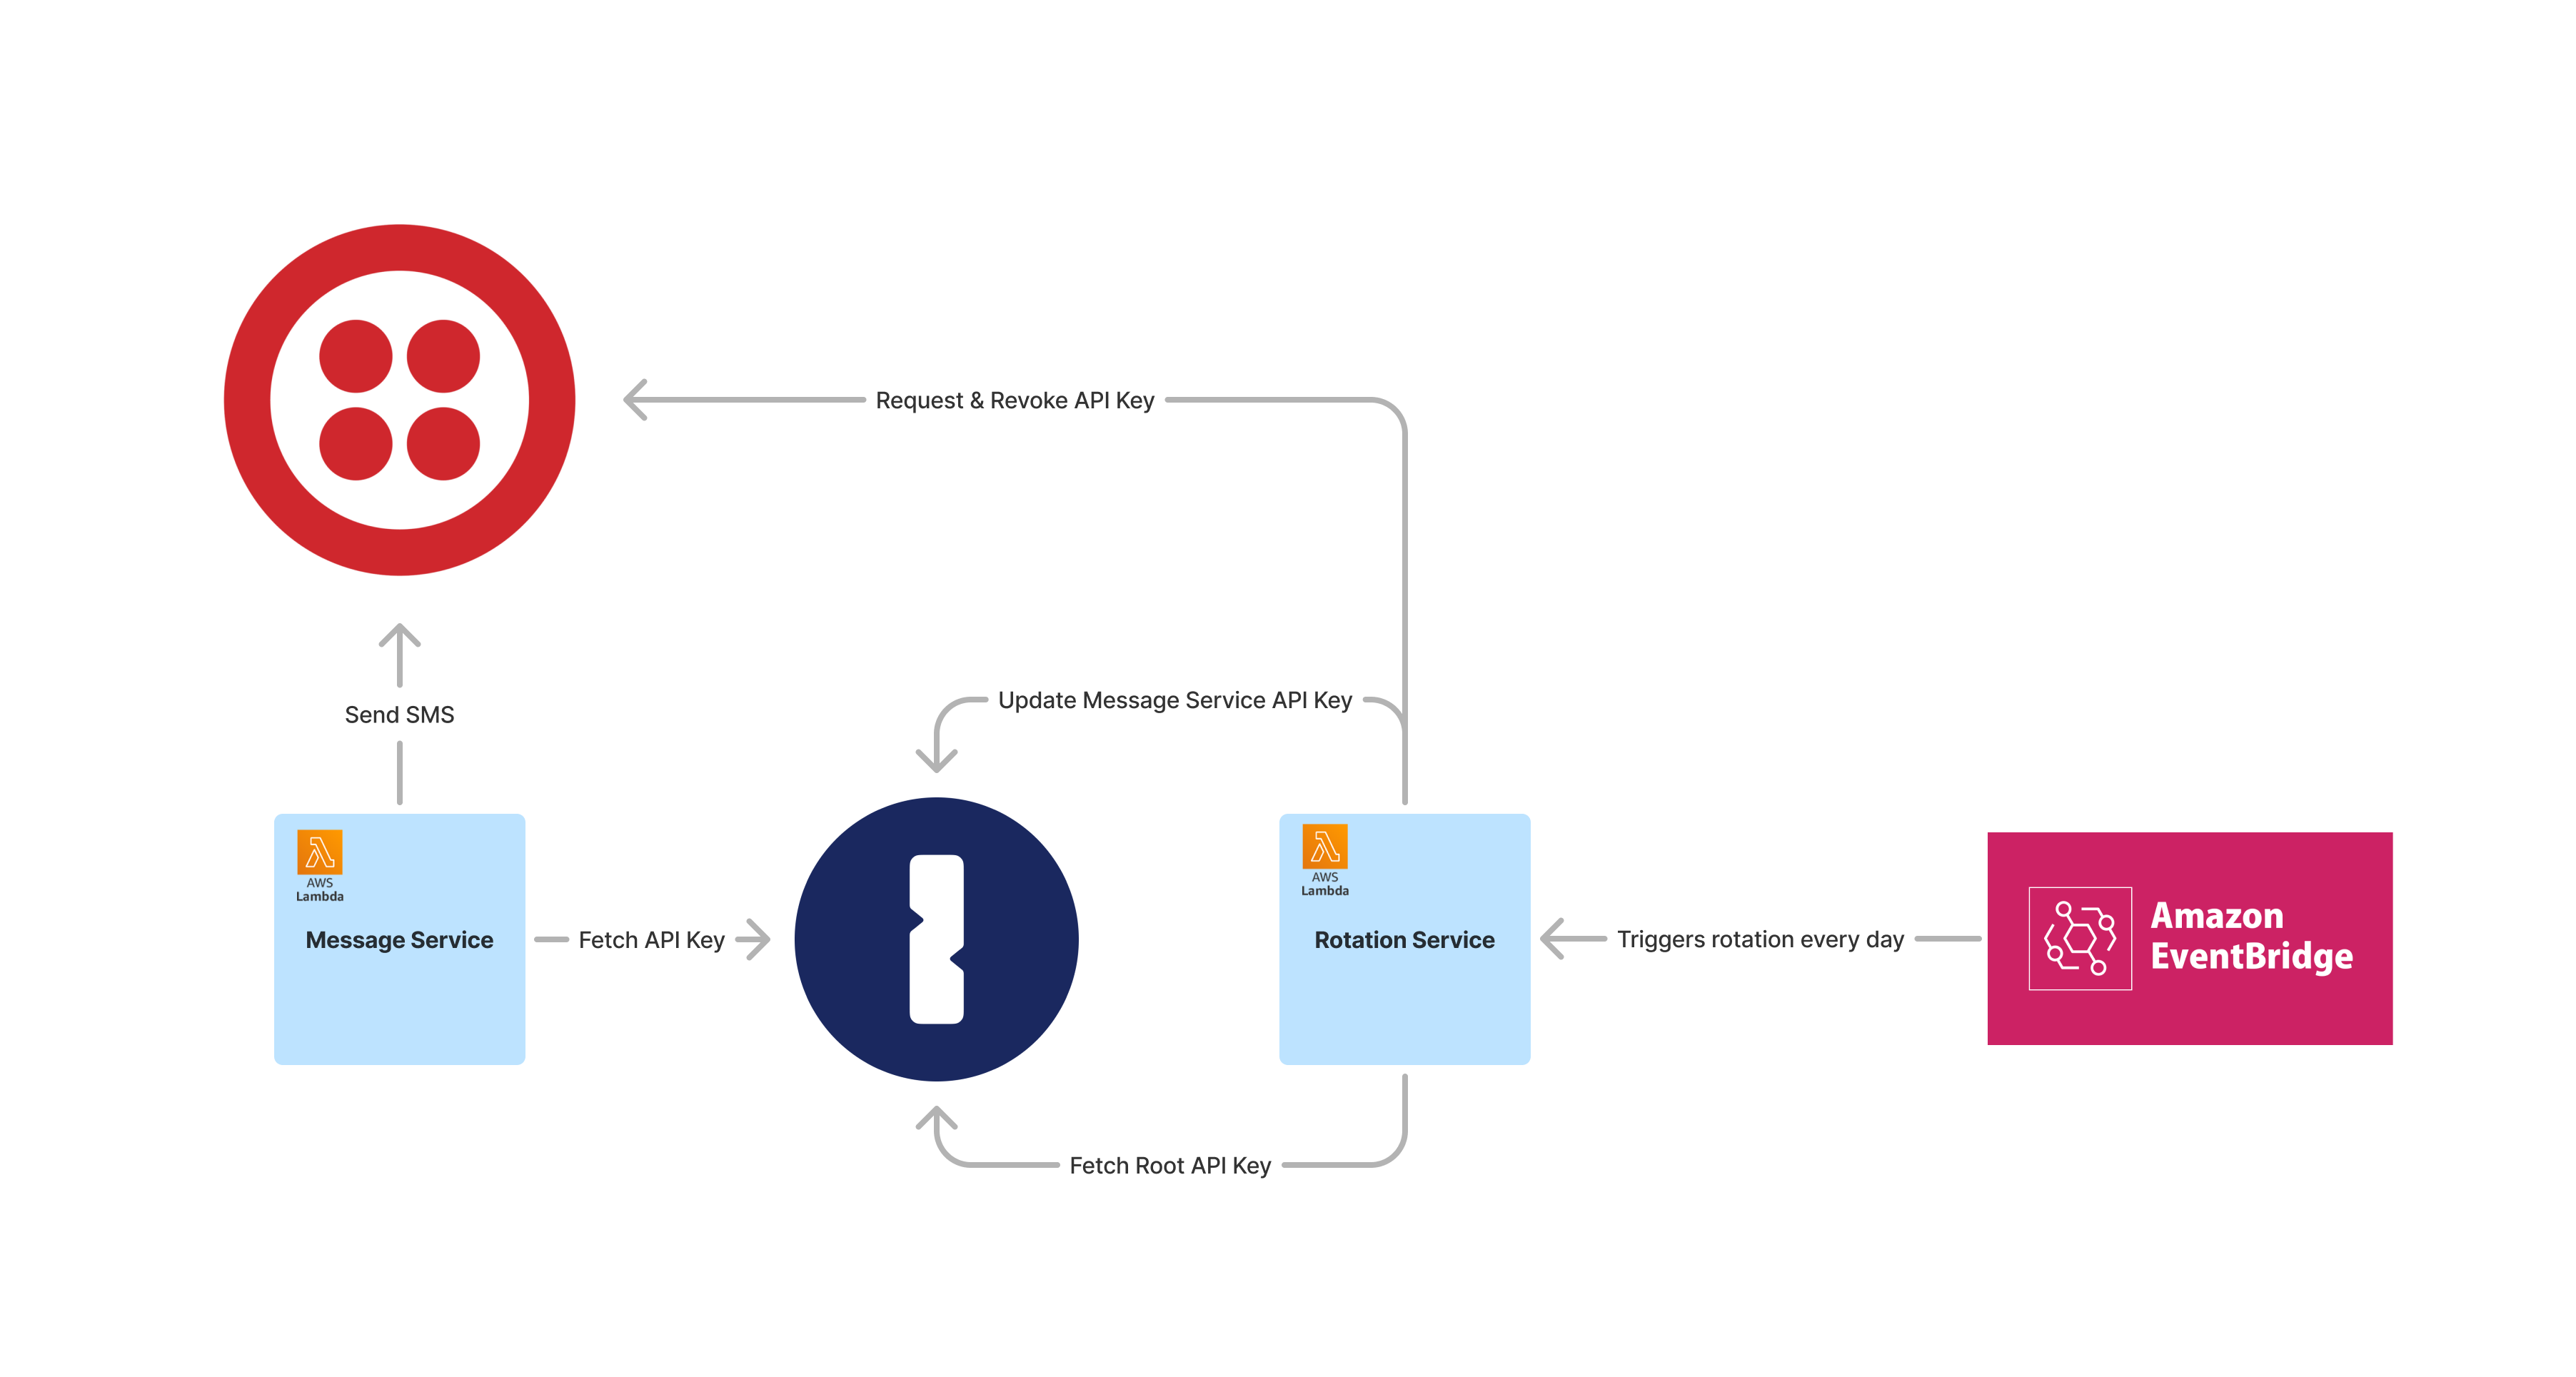 Request & Revoke API Key
Update Message Service API Key
Send SMS
AWS
Lambda
Message Service
Fetch API Key
AWS
Lambda
Rotation Service
Triggers rotation every day
Amazon
EventBridge
Fetch Root API Key